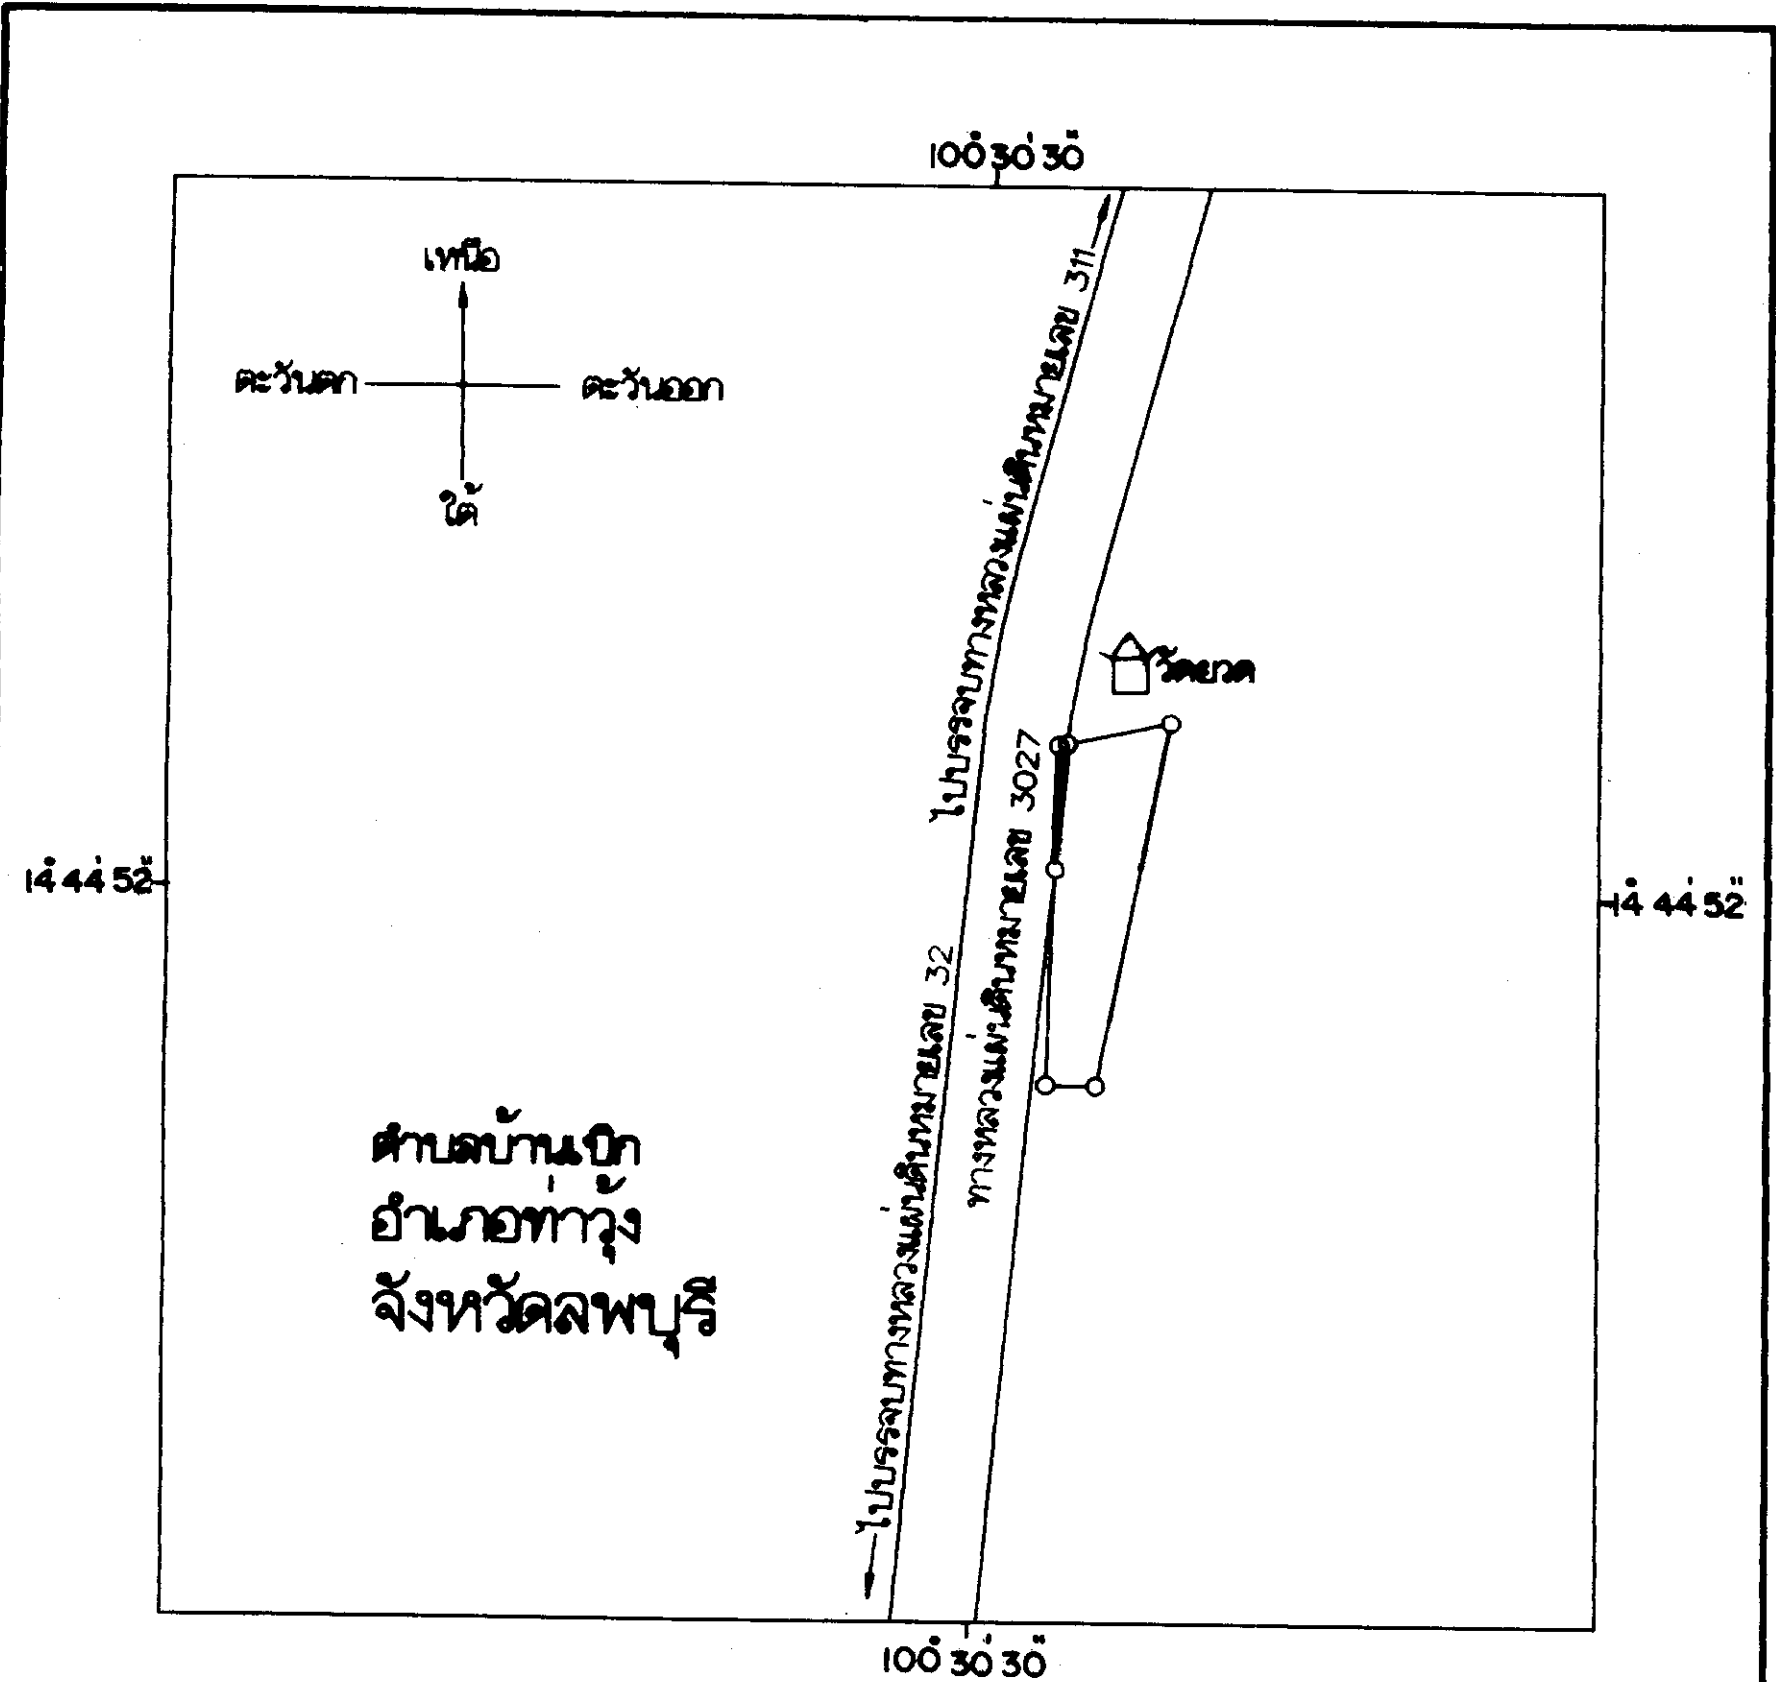 100° 30' 30"
เหนือ
ตะวันตก
ตะวันออก
ใต้
ไปบรรจบทางหลวงแผ่นดินหมายเลข 311
วัดยวด
ทางหลวงแผ่นดินหมายเลข 3027
14° 44' 52"
14° 44' 52"
ไปบรรจบทางหลวงแผ่นดินหมายเลข 32
ตำบลบ้านเบิก
อำเภอท่าวุ้ง
จังหวัดลพบุรี
100° 30' 30"